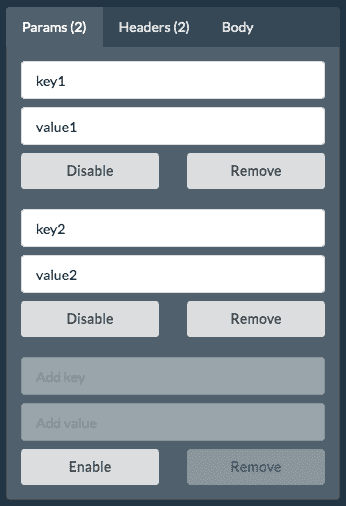 Params (2) Headers (2) Body
key1
value1
Disable Remove
key2
value2
Disable Remove
Add key
Add value
Enable Remove